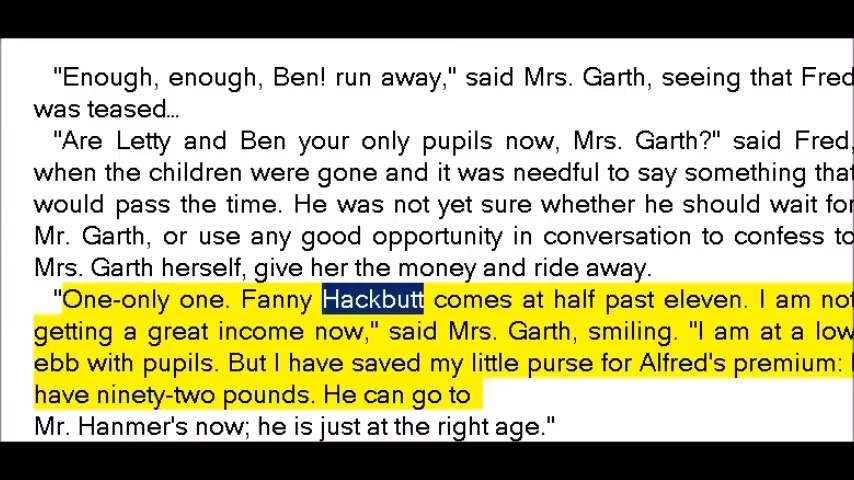 "Enough, enough, Ben! run away," said Mrs. Garth, seeing that Fred
was teased...
"Are Letty and Ben your only pupils now, Mrs. Garth?" said Fred,
when the children were gone and it was needful to say something that
would pass the time. He was not yet sure whether he should wait for
Mr. Garth, or use any good opportunity in conversation to confess to
Mrs. Garth herself, give her the money and ride away.
"One-only one. Fanny Hackbutt comes at half past eleven. I am not
getting a great income now," said Mrs. Garth, smiling. "I am at a low
ebb with pupils. But I have saved my little purse for Alfred's premium: I
have ninety-two pounds. He can go to
Mr. Hanmer's now; he is just at the right age."